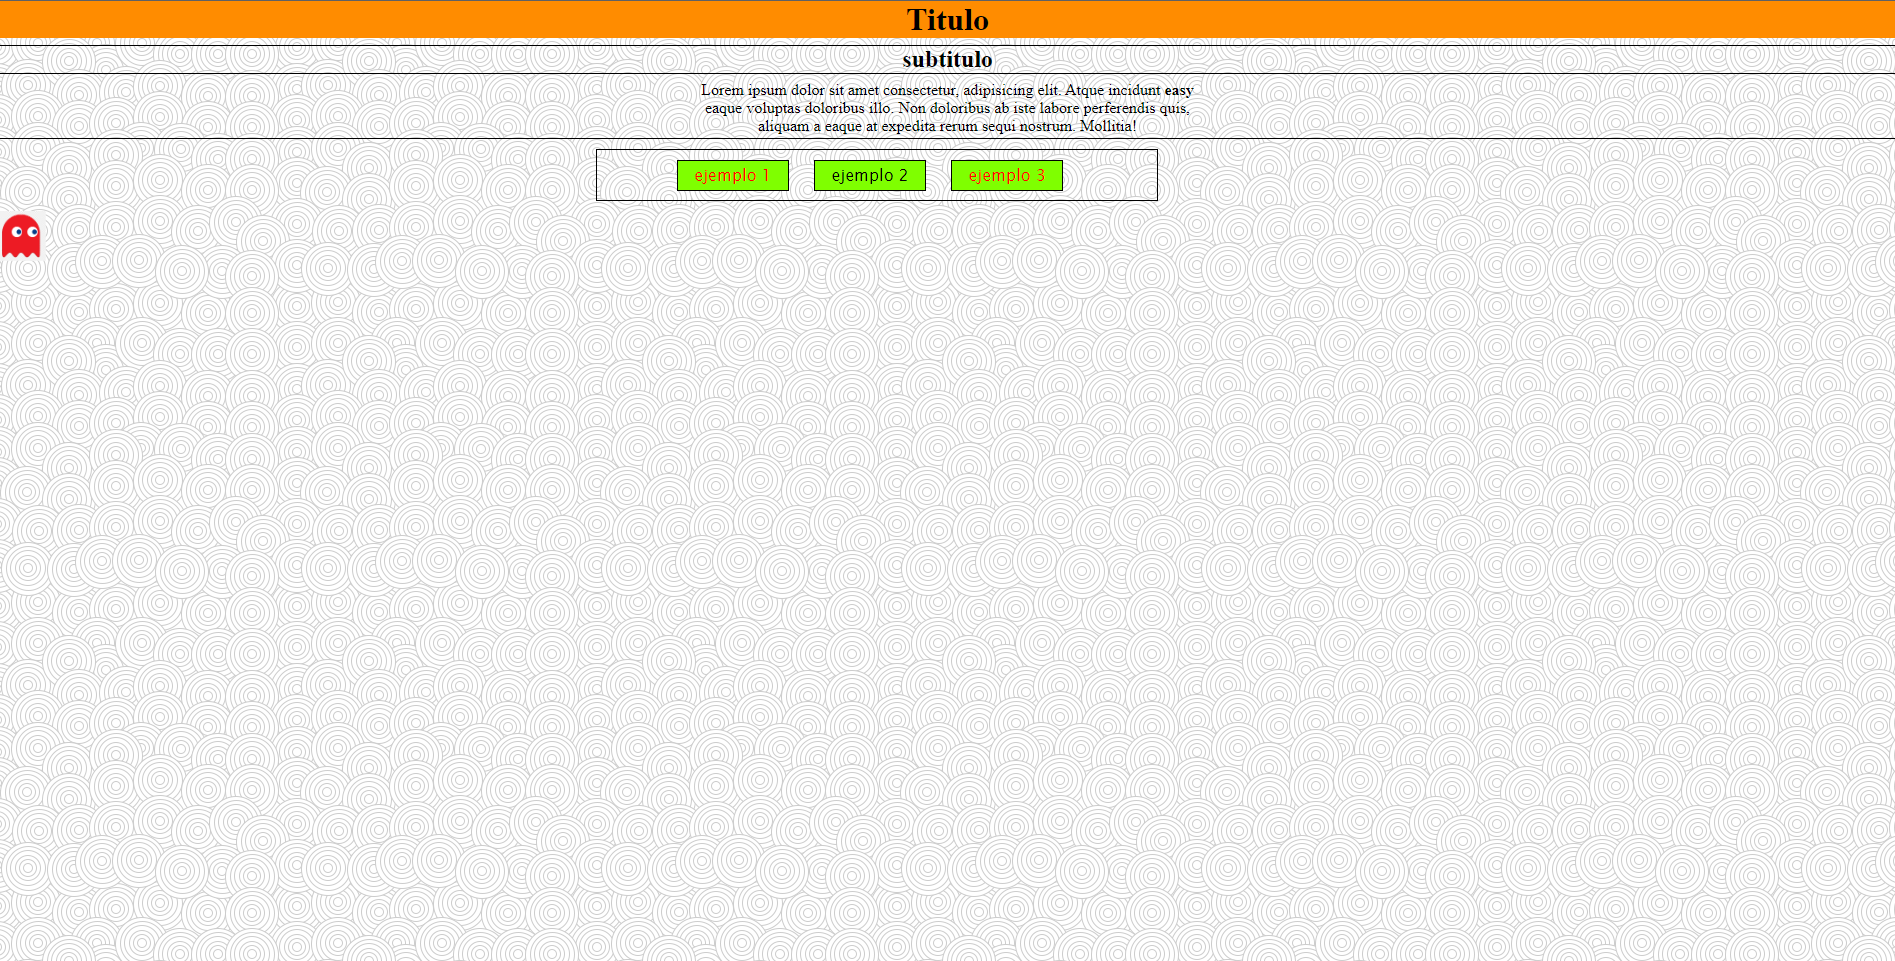 Titulo
subtitulo
Lorem ipsum dolor sit amet consectetur, adipisicing elit. Atque incidunt easy
eaque voluptas doloribus illo. Non doloribus ab iste labore perferendis quis,
aliquam a eaque at expedita rerum sequi nostrum. Mollitia!
ejemplo 1 ejemplo 2 ejemplo 3